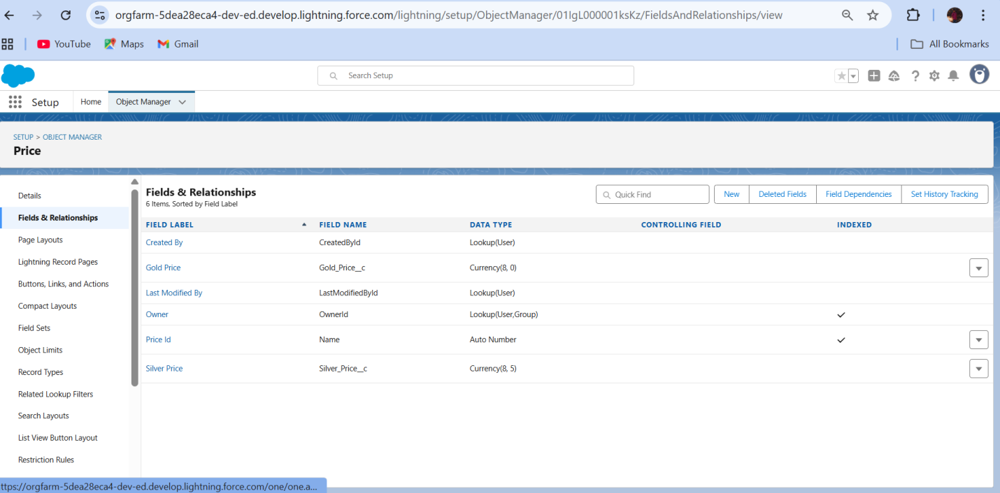 orgfarm-5dea28eca4-dev-ed.develop.lightning.force.com/lightning/setup/ObjectManager/01IgL000001ksKz/FieldsAndRelationships/view
YouTube Maps Gmail All Bookmarks
Search Setup
Setup Home Object Manager
SETUP > OBJECT MANAGER
Price
Details
Fields & Relationships
Page Layouts
Lightning Record Pages
Buttons, Links, and Actions
Compact Layouts
Field Sets
Object Limits
Record Types
Related Lookup Filters
Search Layouts
List View Button Layout
Restriction Rules
Fields & Relationships
6 Items, Sorted by Field Label
Quick Find New Deleted Fields Field Dependencies Set History Tracking
FIELD LABEL FIELD NAME DATA TYPE CONTROLLING FIELD INDEXED
Created By CreatedById Lookup(User)
Gold Price Gold_Price__c Currency(8, 0)
Last Modified By LastModifiedById Lookup(User)
Owner OwnerId Lookup(User,Group)
Price Id Name Auto Number
Silver Price Silver_Price__c Currency(8, 5)
ttps://orgfarm-5dea28eca4-dev-ed.develop.lightning.force.com/one/one.a...